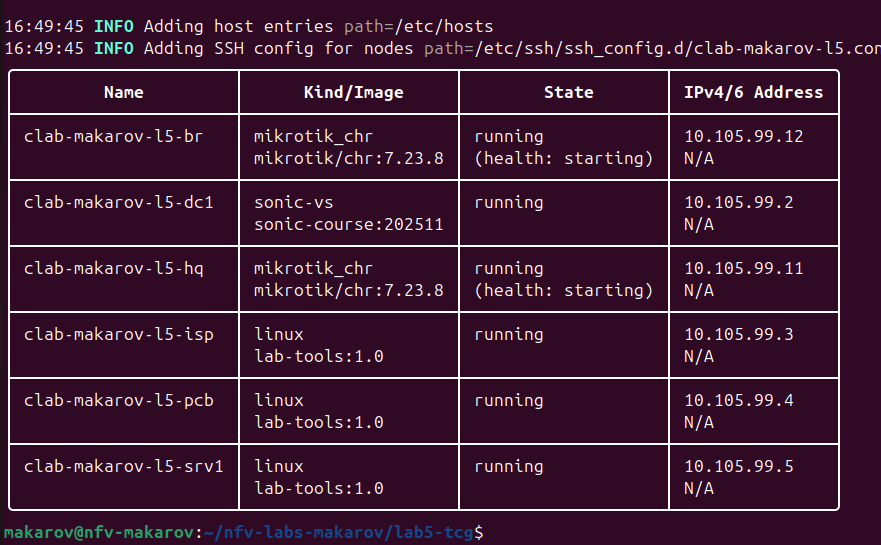 16:49:45 INFO Adding host entries path=/etc/hosts
16:49:45 INFO Adding SSH config for nodes path=/etc/ssh/ssh_config.d/clab-makarov-l5.con
Name Kind/Image State IPv4/6 Address
clab-makarov-l5-br mikrotik_chr running 10.105.99.12
mikrotik/chr:7.23.8 (health: starting) N/A
clab-makarov-l5-dc1 sonic-vs running 10.105.99.2
sonic-course:202511 N/A
clab-makarov-l5-hq mikrotik_chr running 10.105.99.11
mikrotik/chr:7.23.8 (health: starting) N/A
clab-makarov-l5-isp linux running 10.105.99.3
lab-tools:1.0 N/A
clab-makarov-l5-pcb linux running 10.105.99.4
lab-tools:1.0 N/A
clab-makarov-l5-srv1 linux running 10.105.99.5
lab-tools:1.0 N/A
makarov@nfv-makarov:~/nfv-labs-makarov/lab5-tcg$